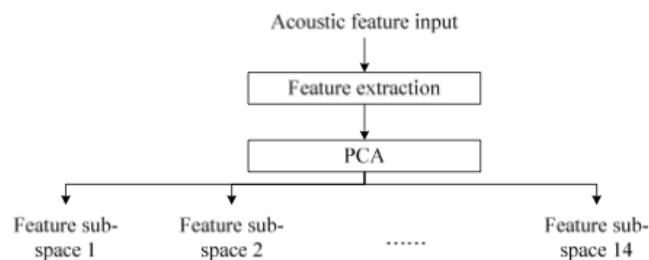 Acoustic feature input
Feature extraction
PCA
Feature sub-
space 1
Feature sub-
space 2
......
Feature sub-
space 14